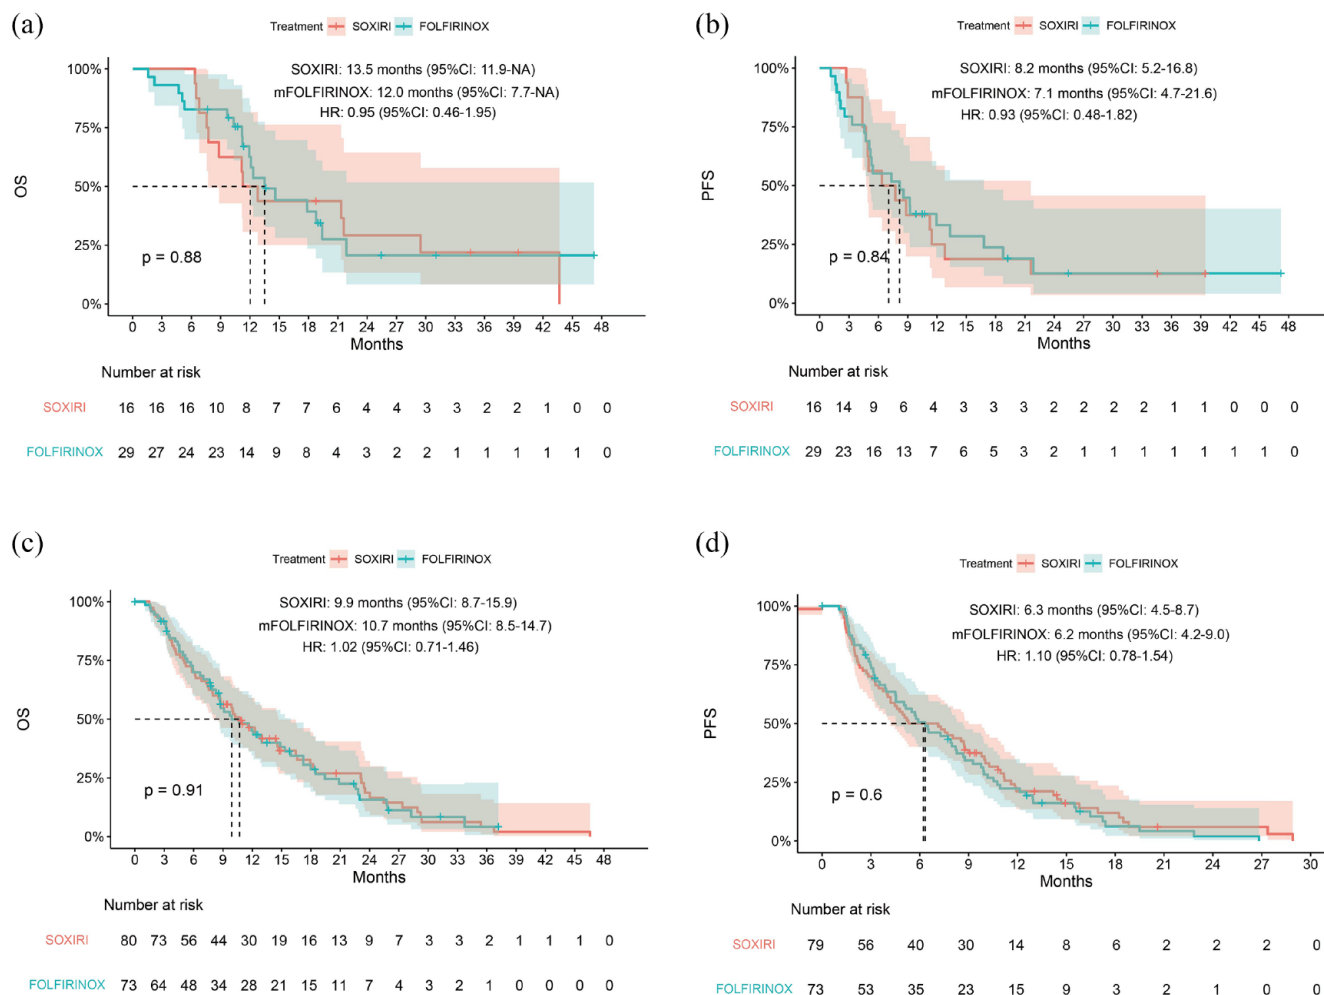 (a)
Treatment SOXIRI FOLFIRINOX
SOXIRI: 13.5 months (95%CI: 11.9-NA)
mFOLFIRINOX: 12.0 months (95%CI: 7.7-NA)
HR: 0.95 (95%CI: 0.46-1.95)
100%
75%
50%
25%
0%
OS
p = 0.88
0 3 6 9 12 15 18 21 24 27 30 33 36 39 42 45 48
Months
Number at risk
SOXIRI 16 16 16 10 8 7 7 6 4 4 3 3 2 2 1 0 0
FOLFIRINOX 29 27 24 23 14 9 8 4 3 2 2 1 1 1 1 1 0
(b)
Treatment SOXIRI FOLFIRINOX
SOXIRI: 8.2 months (95%CI: 5.2-16.8)
mFOLFIRINOX: 7.1 months (95%CI: 4.7-21.6)
HR: 0.93 (95%CI: 0.48-1.82)
100%
75%
50%
25%
0%
PFS
p = 0.84
0 3 6 9 12 15 18 21 24 27 30 33 36 39 42 45 48
Months
Number at risk
SOXIRI 16 14 9 6 4 3 3 3 2 2 2 2 1 1 0 0 0
FOLFIRINOX 29 23 16 13 7 6 5 3 2 1 1 1 1 1 1 1 0
(c)
Treatment SOXIRI FOLFIRINOX
SOXIRI: 9.9 months (95%CI: 8.7-15.9)
mFOLFIRINOX: 10.7 months (95%CI: 8.5-14.7)
HR: 1.02 (95%CI: 0.71-1.46)
100%
75%
50%
25%
0%
OS
p = 0.91
0 3 6 9 12 15 18 21 24 27 30 33 36 39 42 45 48
Months
Number at risk
SOXIRI 80 73 56 44 30 19 16 13 9 7 3 3 2 1 1 1 0
FOLFIRINOX 73 64 48 34 28 21 15 11 7 4 3 2 1 0 0 0 0
(d)
Treatment SOXIRI FOLFIRINOX
SOXIRI: 6.3 months (95%CI: 4.5-8.7)
mFOLFIRINOX: 6.2 months (95%CI: 4.2-9.0)
HR: 1.10 (95%CI: 0.78-1.54)
100%
75%
50%
25%
0%
PFS
p = 0.6
0 3 6 9 12 15 18 21 24 27 30
Months
Number at risk
SOXIRI 79 56 40 30 14 8 6 2 2 2 0
FOLFIRINOX 73 53 35 23 15 9 3 2 1 0 0